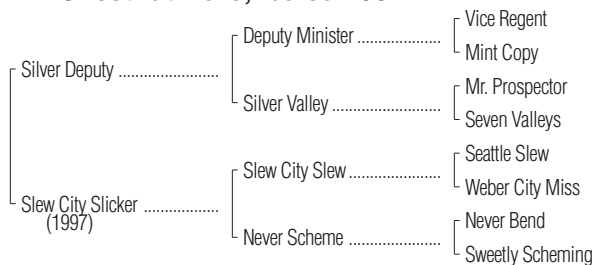 Vice Regent
Deputy Minister ..................
Mint Copy
Silver Deputy .....................
Mr. Prospector
Silver Valley ........................
Seven Valleys
Seattle Slew
Slew City Slew ....................
Weber City Miss
Slew City Slicker ................
(1997)
Never Bend
Never Scheme ...................
Sweetly Scheming